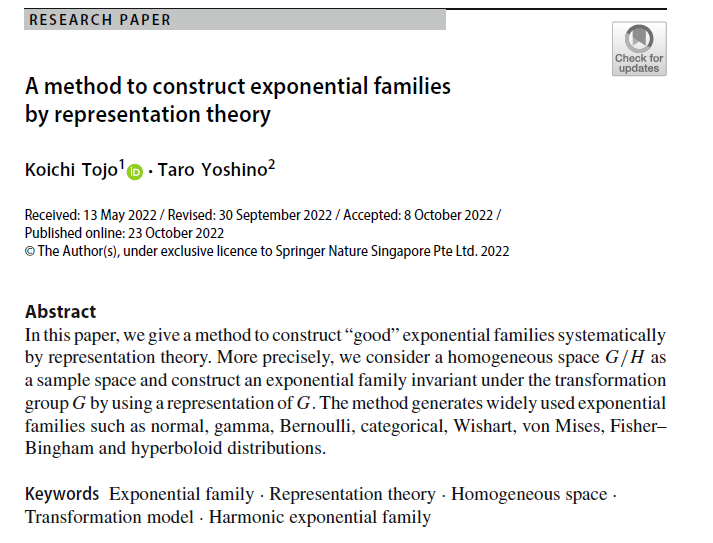 RESEARCH PAPER
Check for
updates
A method to construct exponential families
by representation theory
Koichi Tojo1 iD · Taro Yoshino2
Received: 13 May 2022 / Revised: 30 September 2022 / Accepted: 8 October 2022 /
Published online: 23 October 2022
© The Author(s), under exclusive licence to Springer Nature Singapore Pte Ltd. 2022
Abstract
In this paper, we give a method to construct “good” exponential families systematically
by representation theory. More precisely, we consider a homogeneous space G/H as
a sample space and construct an exponential family invariant under the transformation
group G by using a representation of G. The method generates widely used exponential
families such as normal, gamma, Bernoulli, categorical, Wishart, von Mises, Fisher–
Bingham and hyperboloid distributions.
Keywords Exponential family · Representation theory · Homogeneous space ·
Transformation model · Harmonic exponential family